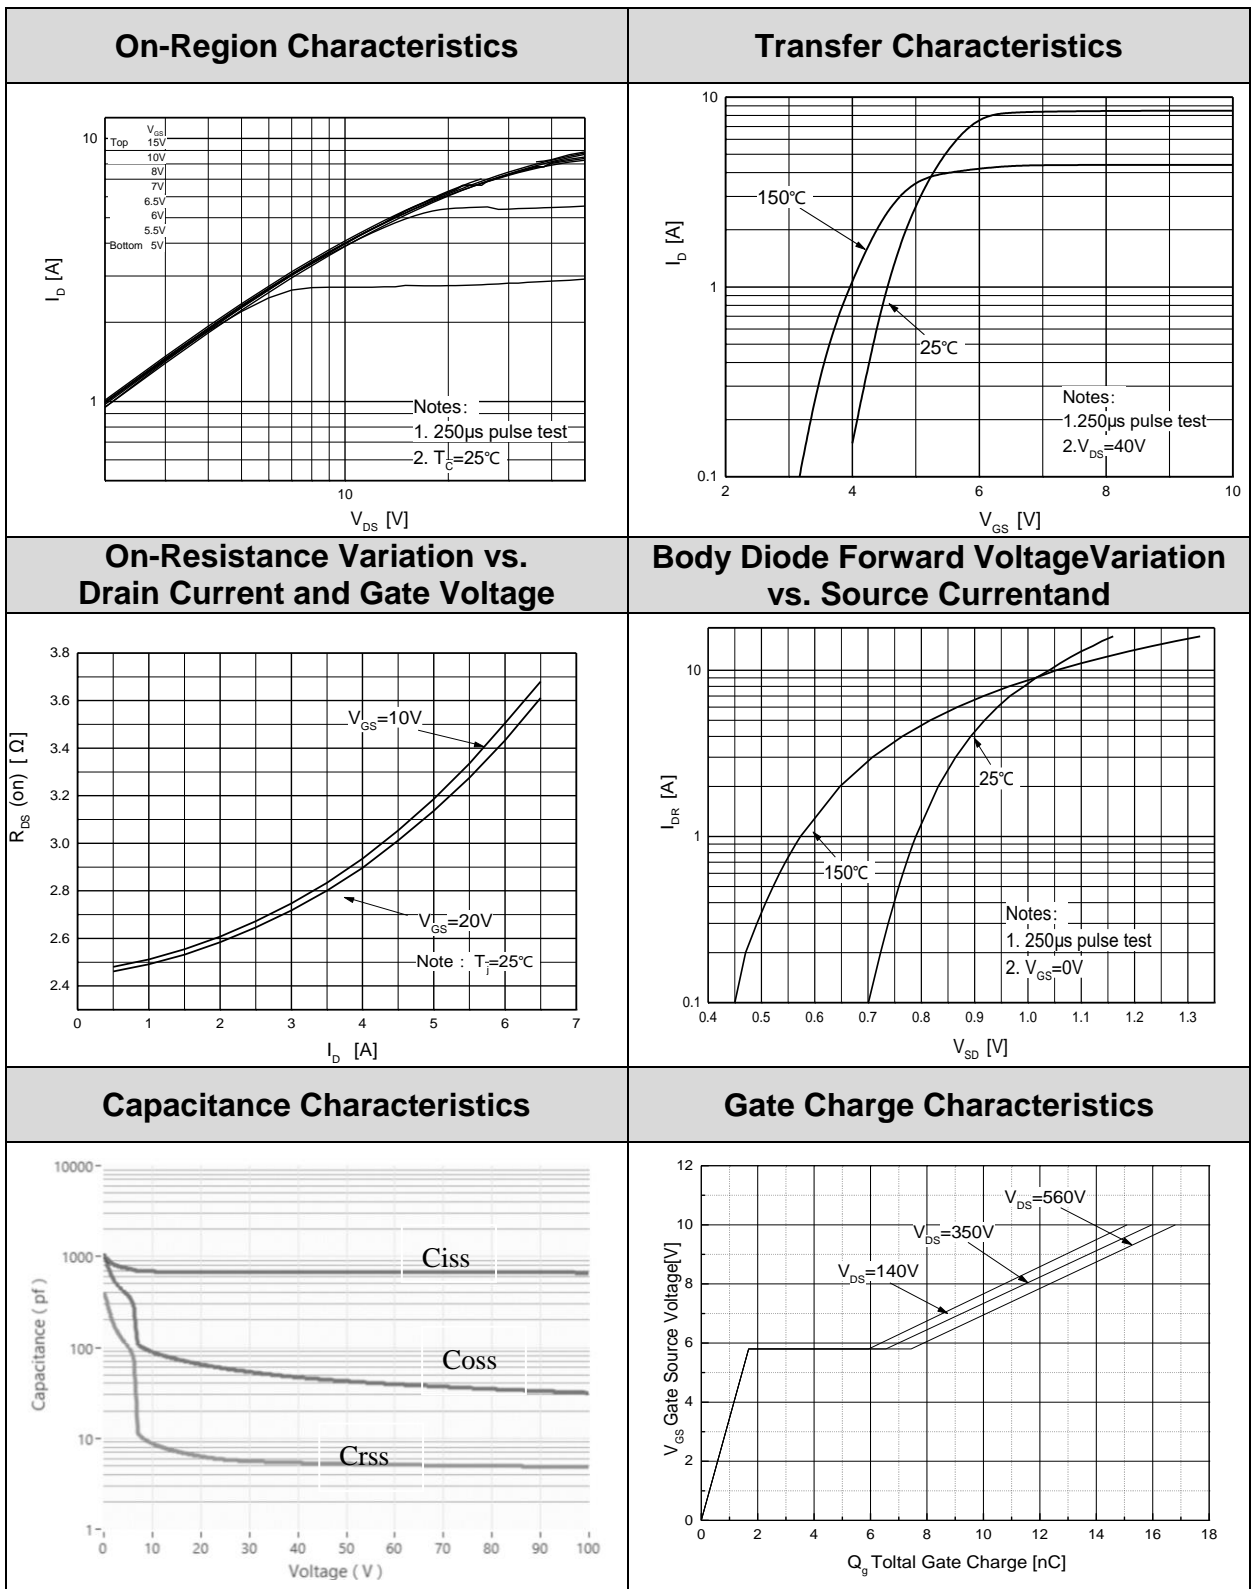 On-Region Characteristics
Transfer Characteristics
V_GS
Top 15V
10V
8V
7V
6.5V
6V
5.5V
Bottom 5V
10
1
I_D [A]
Notes:
1. 250μs pulse test
2. T_C=25℃
10
V_DS [V]
10
1
0.1
I_D [A]
150℃
25℃
Notes:
1.250μs pulse test
2.V_DS=40V
2 4 6 8 10
V_GS [V]
On-Resistance Variation vs.
Drain Current and Gate Voltage
Body Diode Forward VoltageVariation
vs. Source Currentand
3.8
3.6
3.4
3.2
3.0
2.8
2.6
2.4
R_DS (on) [Ω]
V_GS=10V
V_GS=20V
Note : T_j=25℃
0 1 2 3 4 5 6 7
I_D [A]
10
1
0.1
I_DR [A]
25℃
150℃
Notes:
1. 250μs pulse test
2. V_GS=0V
0.4 0.5 0.6 0.7 0.8 0.9 1.0 1.1 1.2 1.3
V_SD [V]
Capacitance Characteristics
Gate Charge Characteristics
10000
1000
100
10
1
Capacitance ( pf )
Ciss
Coss
Crss
0 10 20 30 40 50 60 70 80 90 100
Voltage ( V )
12
10
8
6
4
2
0
V_GS Gate Source Voltage[V]
V_DS=560V
V_DS=350V
V_DS=140V
0 2 4 6 8 10 12 14 16 18
Q_g Toltal Gate Charge [nC]